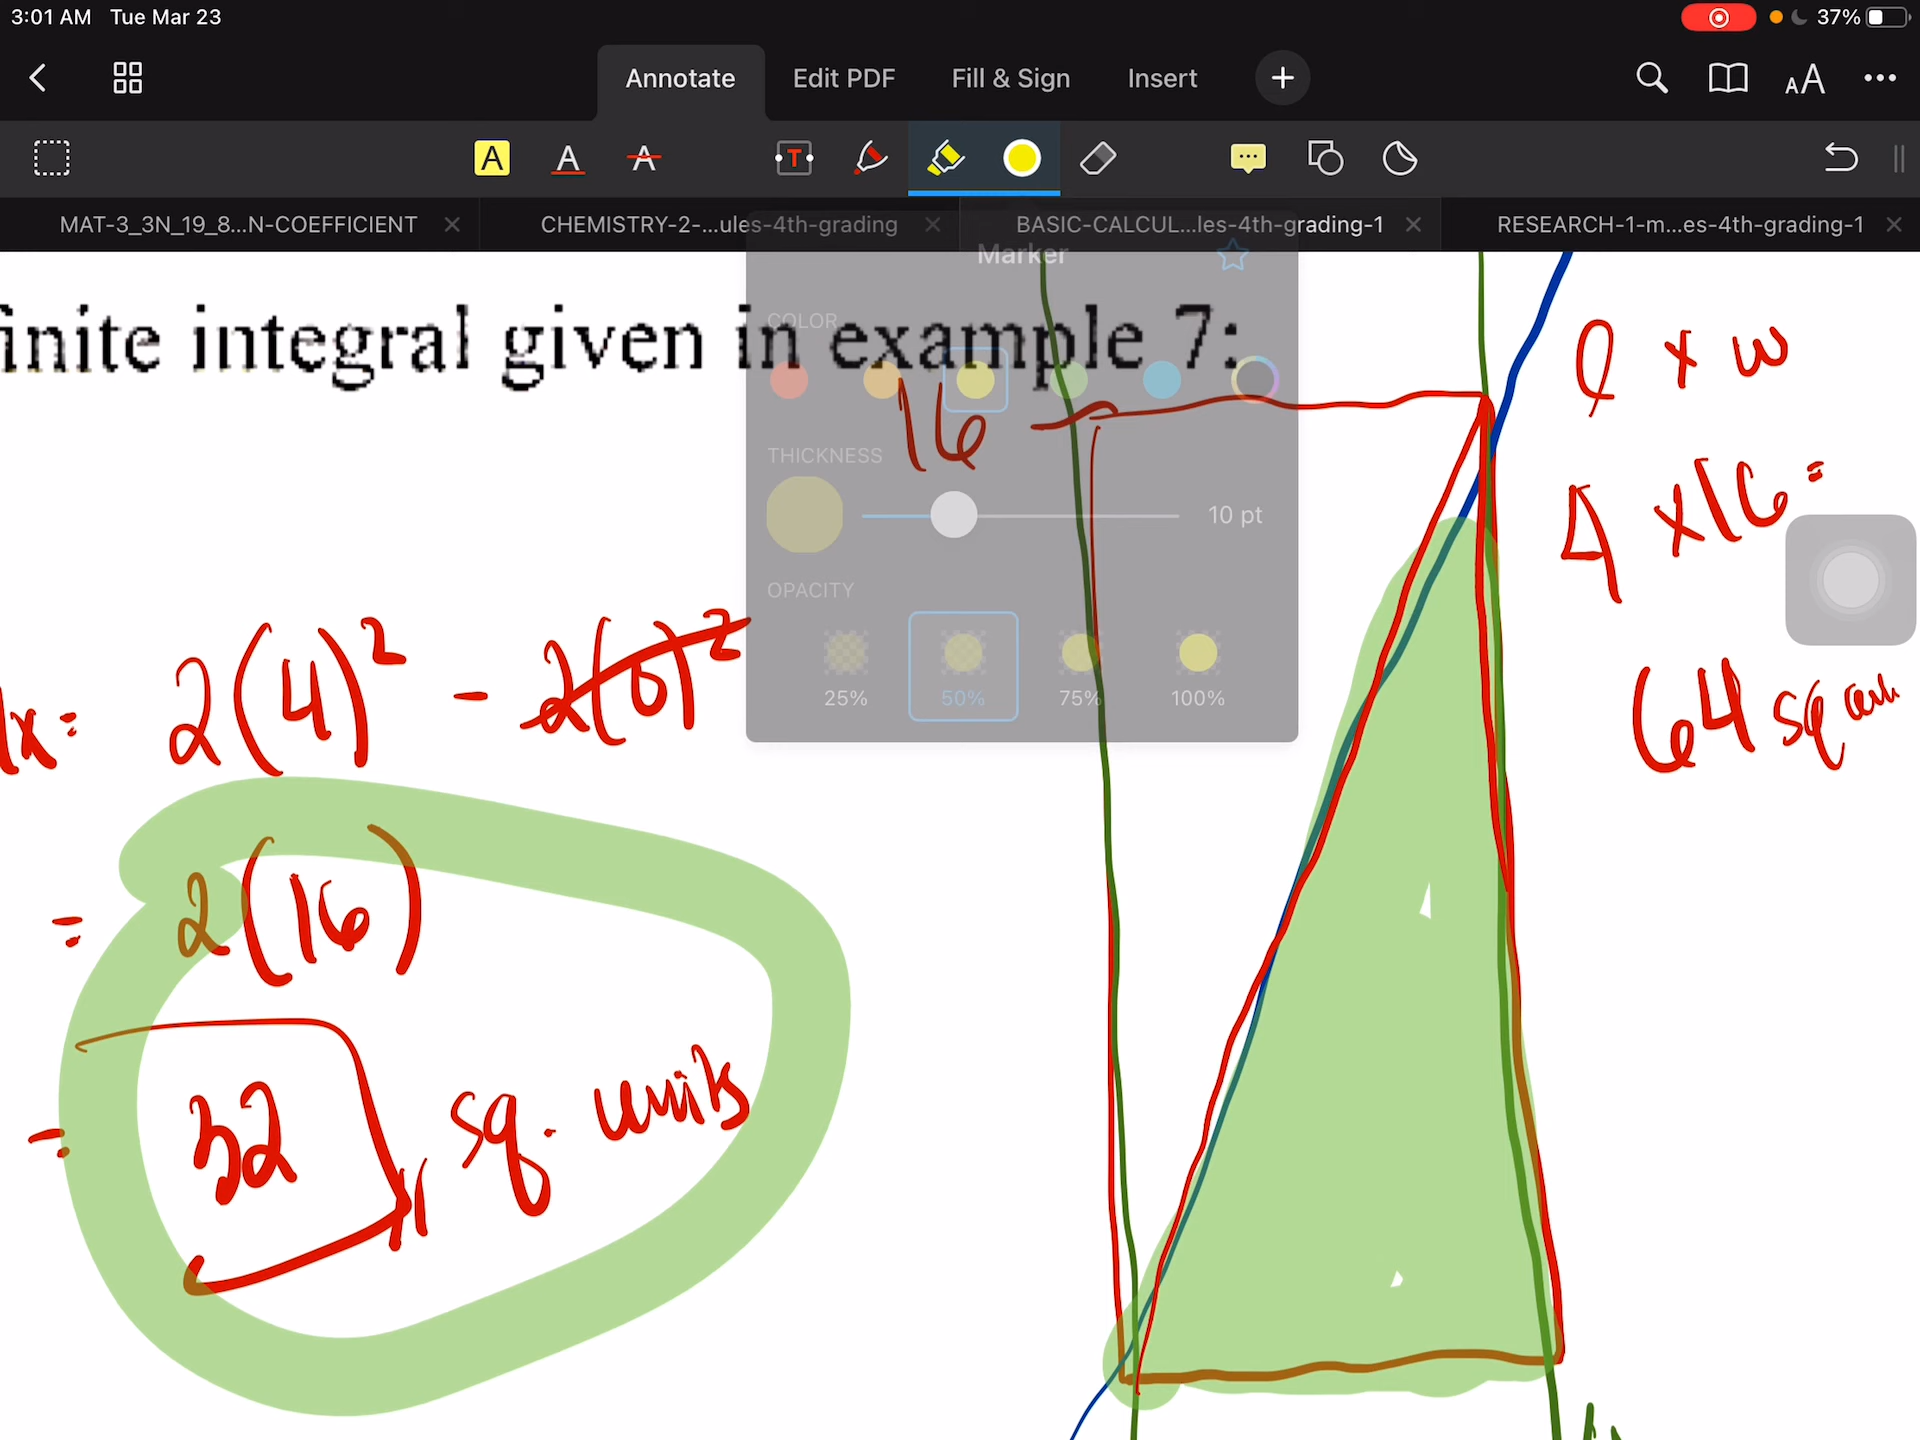 3:01 AM Tue Mar 23 37%
Annotate Edit PDF Fill & Sign Insert
AA
A A A T
MAT-3_3N_19_8...N-COEFFICIENT CHEMISTRY-2-...ules-4th-grading BASIC-CALCUL...les-4th-grading-1 RESEARCH-1-m...es-4th-grading-1
Marker
COLOR
inite integral given in example 7:
l x w
16
THICKNESS
10 pt
4 x 16 =
OPACITY
25% 50% 75% 100%
x = 2(4)² - 2(0)²
64 sq
= 2(16)
= 32 sq. units